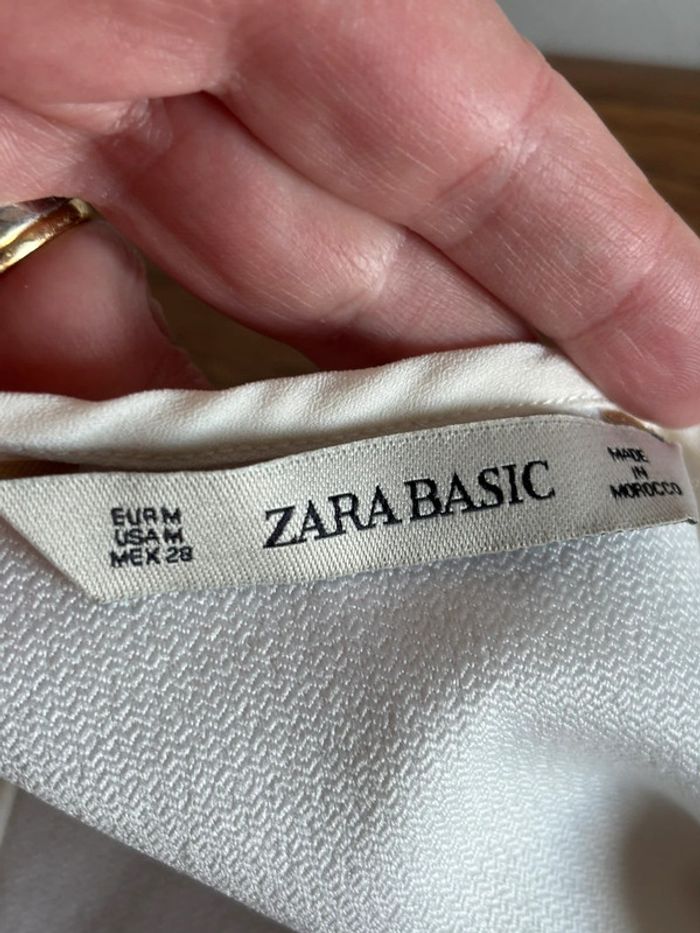 EUR M
USA M
MEX 28
ZARA BASIC
MADE
IN
MOROCCO